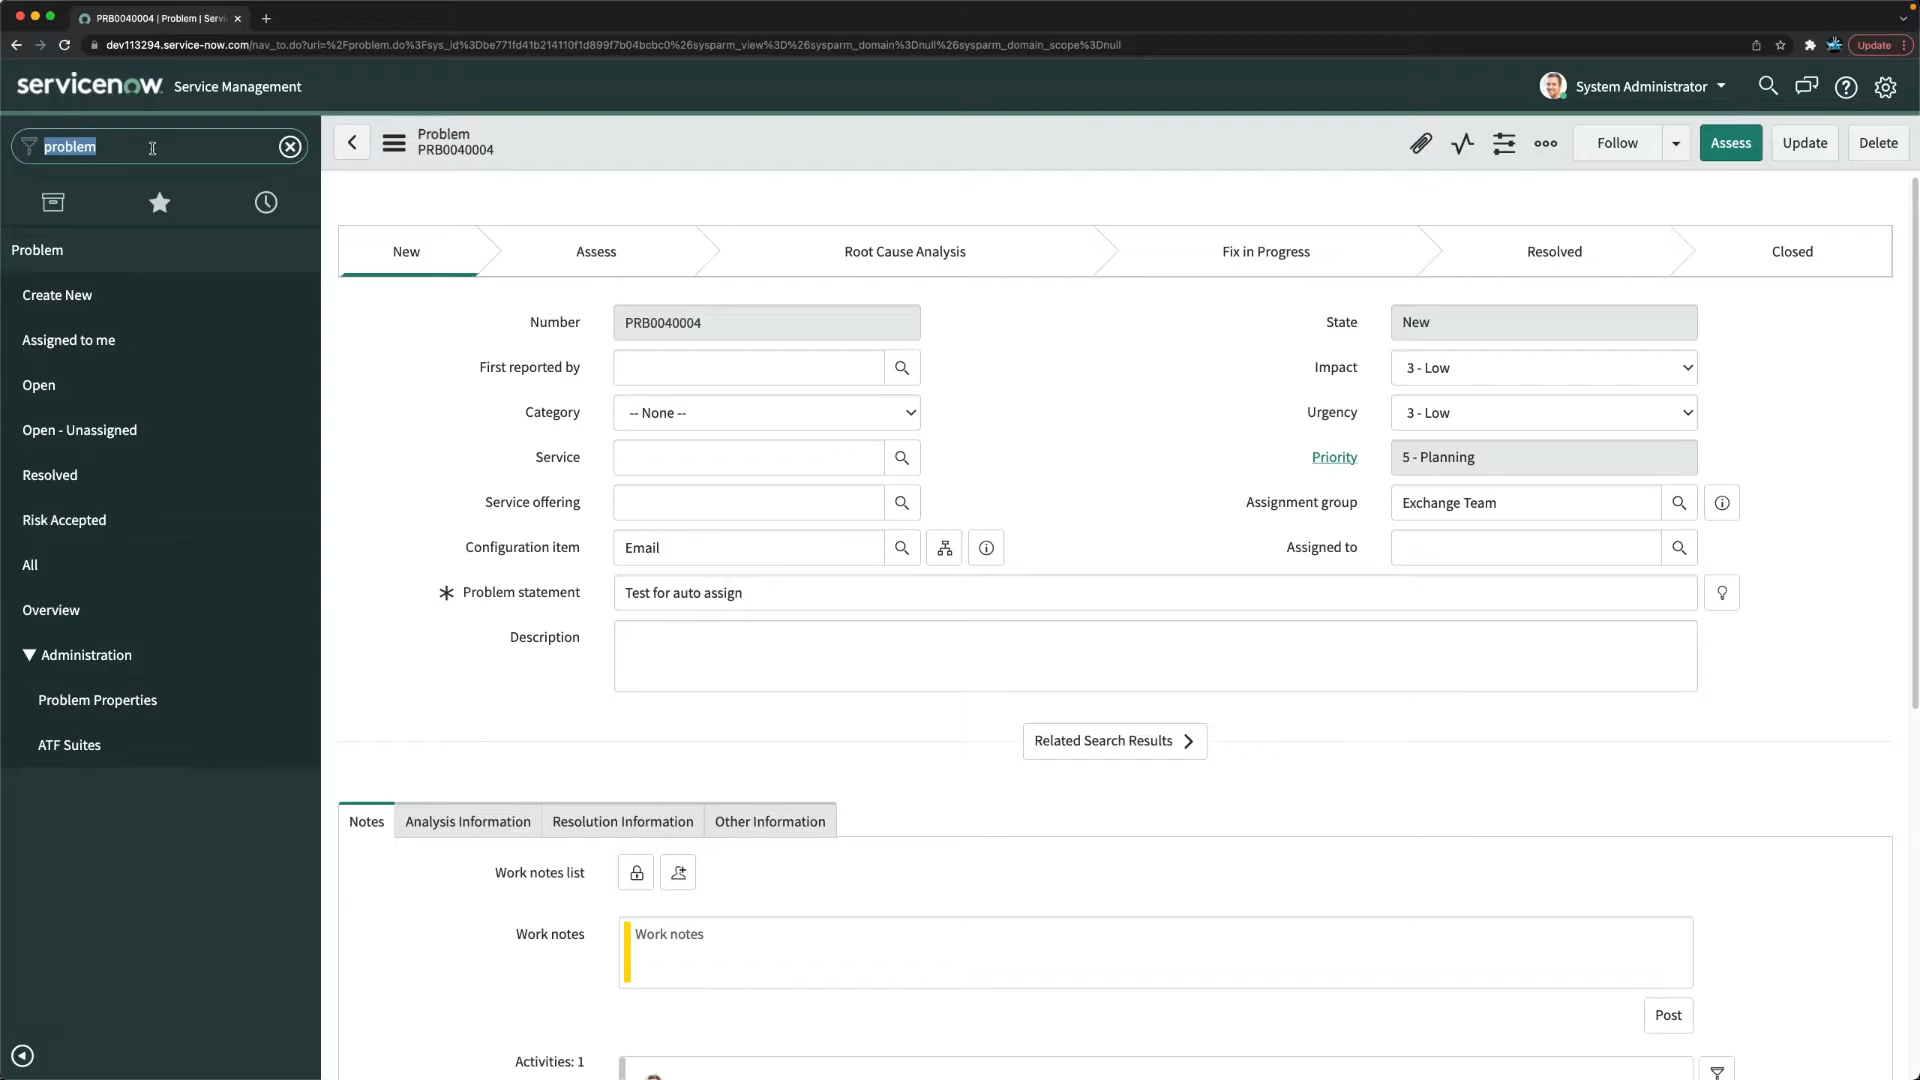 PRB0040004 | Problem | Servi
dev113294.service-now.com/nav_to.do?uri=%2Fproblem.do%3Fsys_id%3Dbe771fd41b214110f1d899f7b04bcbc0%26sysparm_view%3D%26sysparm_domain%3Dnull%26sysparm_domain_scope%3Dnull
Update
servicenow Service Management
System Administrator
problem
Problem
PRB0040004
Follow
Assess
Update
Delete
Problem
Create New
Assigned to me
Open
Open - Unassigned
Resolved
Risk Accepted
All
Overview
Administration
Problem Properties
ATF Suites
New
Assess
Root Cause Analysis
Fix in Progress
Resolved
Closed
Number PRB0040004
State New
First reported by
Impact 3 - Low
Category -- None --
Urgency 3 - Low
Service
Priority 5 - Planning
Service offering
Assignment group Exchange Team
Configuration item Email
Assigned to
Problem statement Test for auto assign
Description
Related Search Results
Notes
Analysis Information
Resolution Information
Other Information
Work notes list
Work notes Work notes
Post
Activities: 1